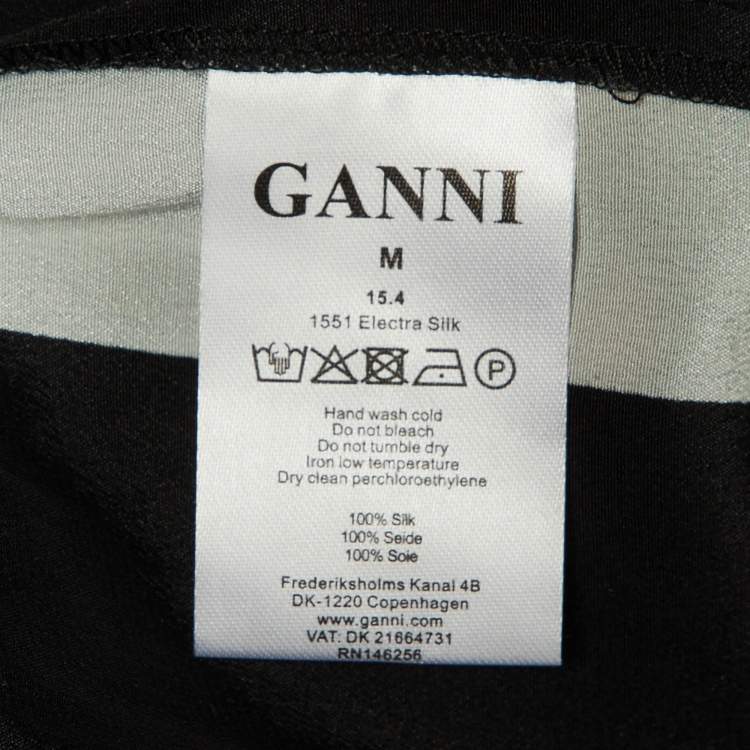 GANNI
M
15.4
1551 Electra Silk
P
Hand wash cold
Do not bleach
Do not tumble dry
Iron low temperature
Dry clean perchloroethylene
100% Silk
100% Seide
100% Soie
Frederiksholms Kanal 4B
DK-1220 Copenhagen
www.ganni.com
VAT: DK 21664731
RN146256